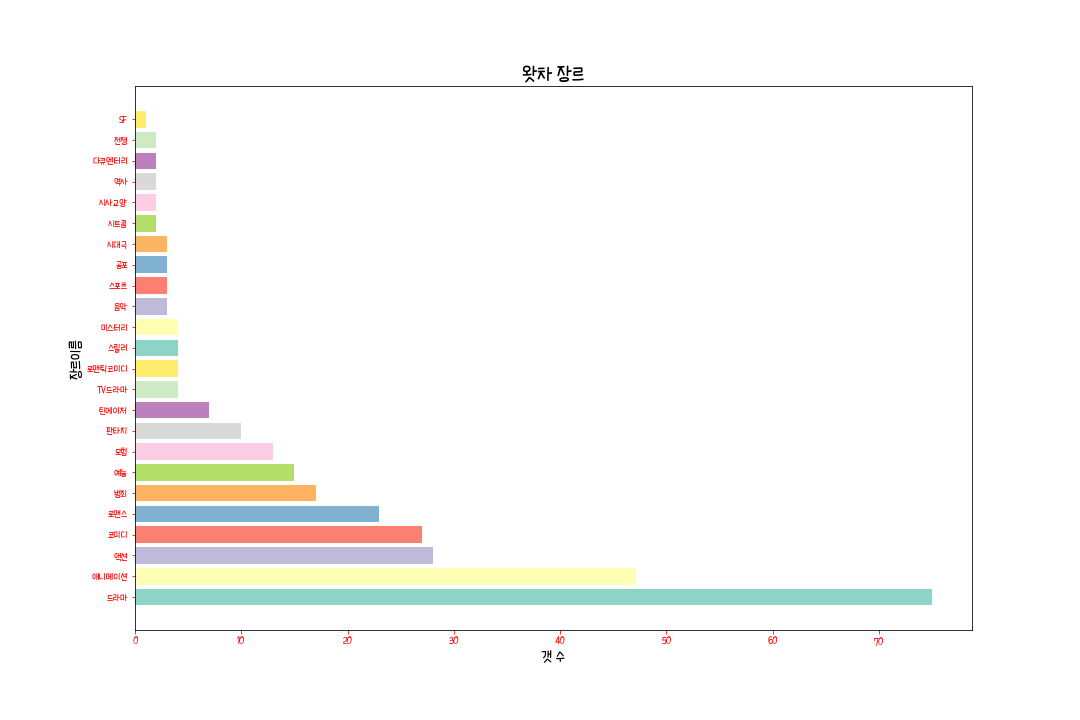 왓챠 장르
SF
전쟁
다큐멘터리
역사
시사교양
시트콤
시대극
공포
스포츠
음악
미스터리
스릴러
로맨틱코미디
TV드라마
틴에이저
판타지
모험
예능
범죄
로맨스
코미디
액션
애니메이션
드라마
장르이름
0 10 20 30 40 50 60 70
갯 수